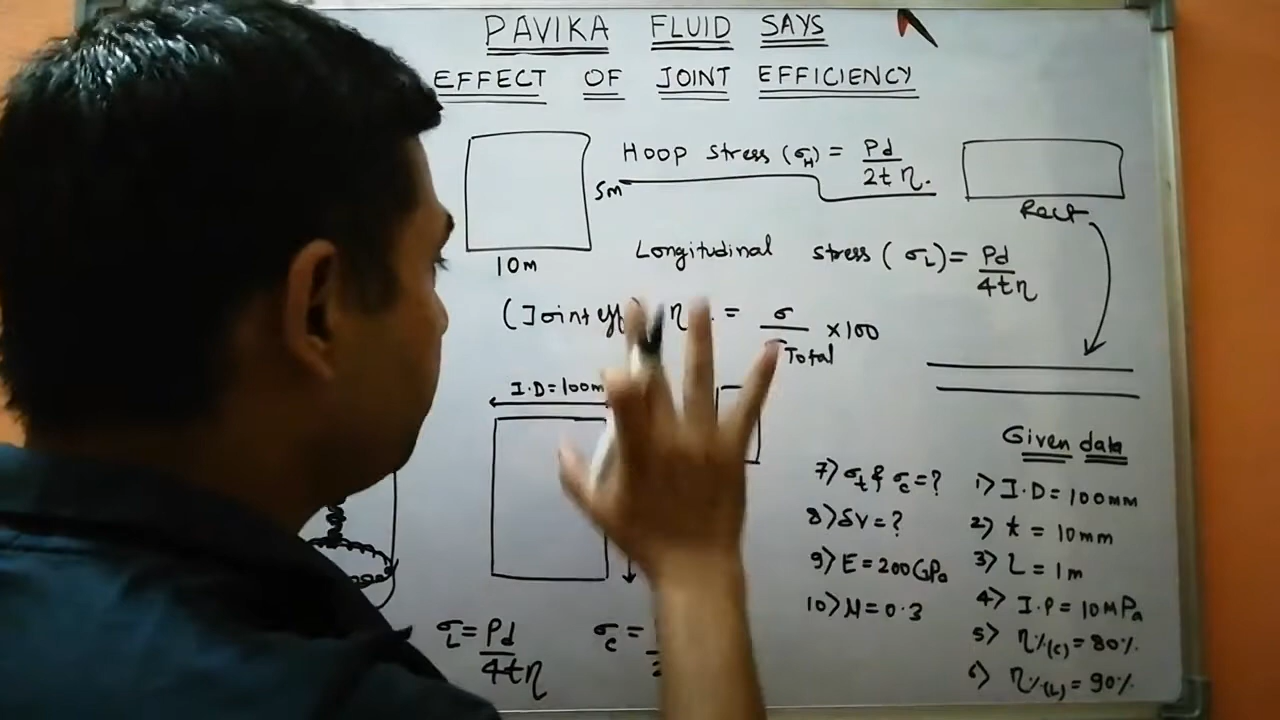 PAVIKA FLUID SAYS
EFFECT OF JOINT EFFICIENCY
Hoop Stress (σH) = Pd
2tη.
5m
10m
Rect
Longitudinal stress (σL) = Pd
4tη
(Joint eff) η = σ
Total ×100
I.D = 100m
Given data
1) I.D = 100mm
2) t = 10mm
3) L = 1m
4) I.P = 10MPa
5) η%(c) = 80%.
6) η%(L) = 90%.
7) σt & σc = ?
8) δV = ?
9) E = 200GPa
10) μ = 0.3
σL = Pd
4tη
σc =